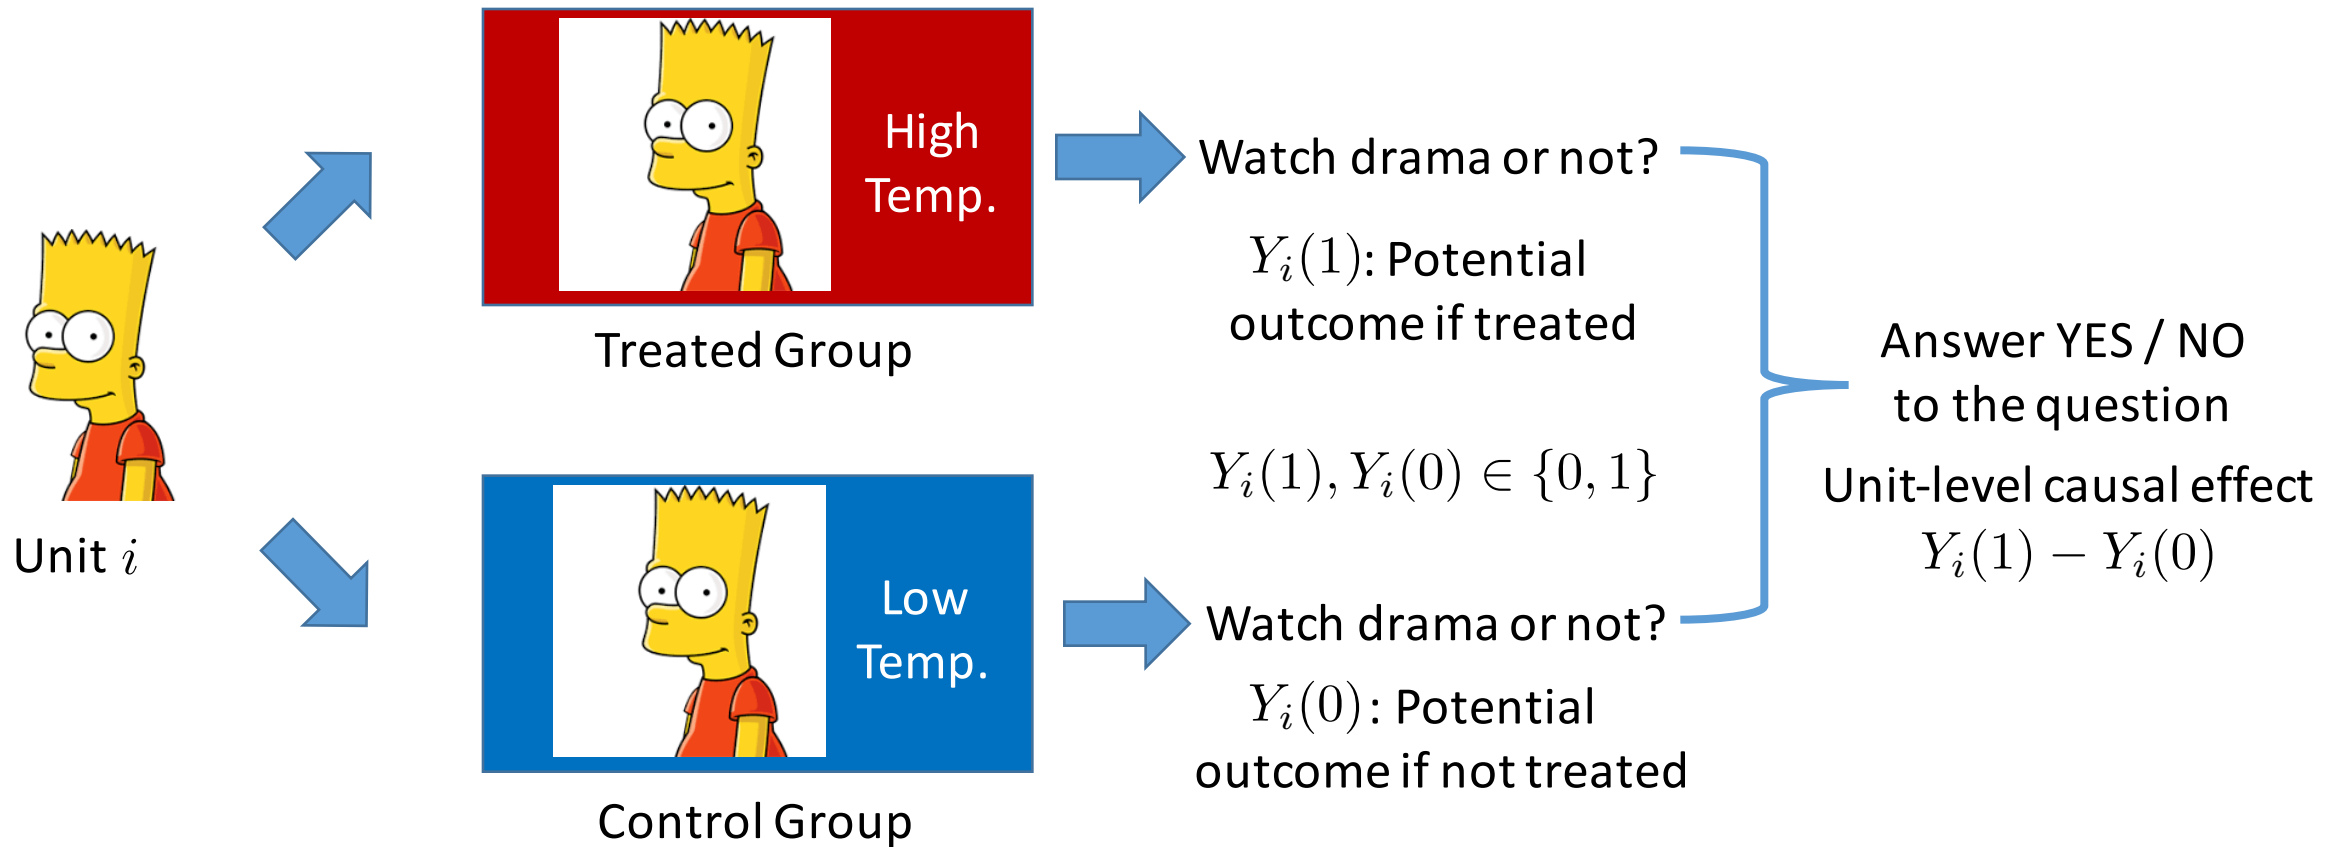 Unit i
High
Temp.
Treated Group
Low
Temp.
Control Group
Watch drama or not?
Yᵢ(1): Potential
outcome if treated
Yᵢ(1), Yᵢ(0) ∈ {0, 1}
Watch drama or not?
Yᵢ(0): Potential
outcome if not treated
Answer YES / NO
to the question
Unit-level causal effect
Yᵢ(1) − Yᵢ(0)